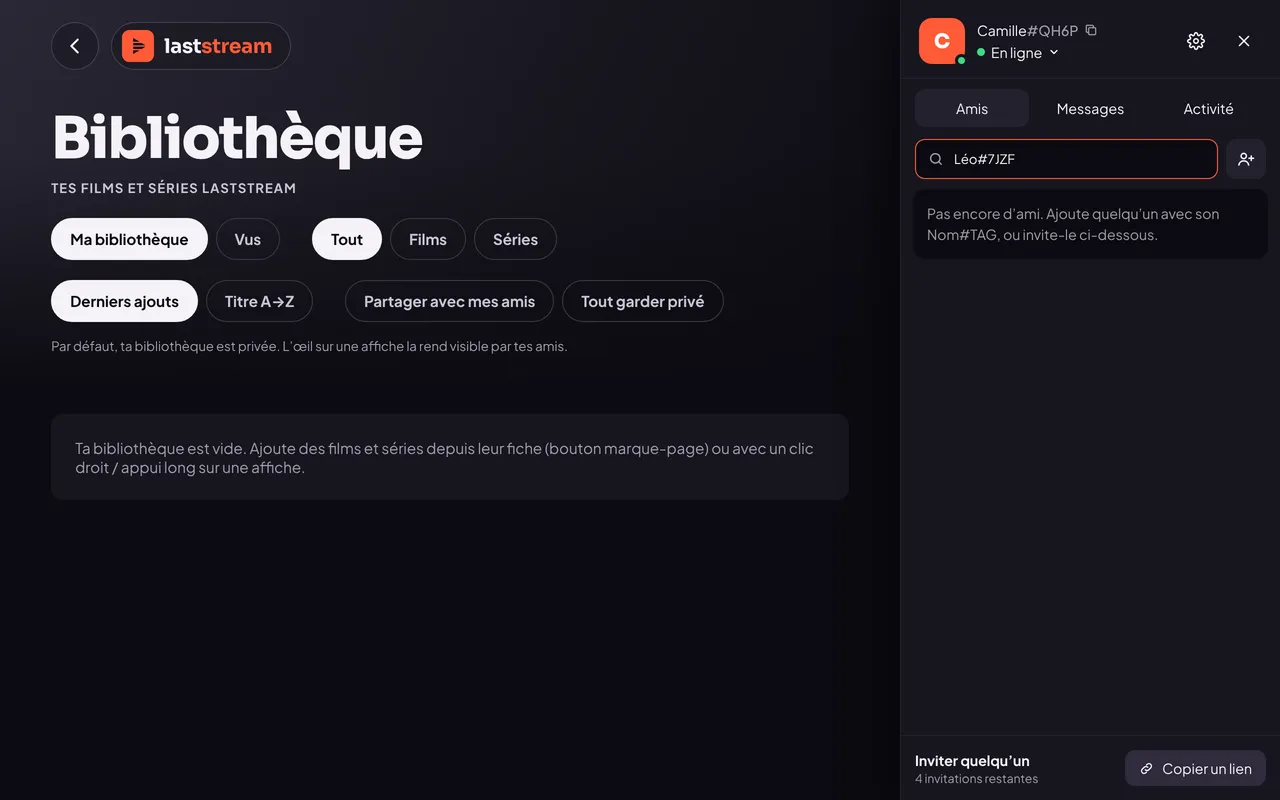 laststream
Bibliothèque
TES FILMS ET SÉRIES LASTSTREAM
Ma bibliothèque
Vus
Tout
Films
Séries
Derniers ajouts
Titre A→Z
Partager avec mes amis
Tout garder privé
Par défaut, ta bibliothèque est privée. L’œil sur une affiche la rend visible par tes amis.
Ta bibliothèque est vide. Ajoute des films et séries depuis leur fiche (bouton marque-page) ou avec un clic
droit / appui long sur une affiche.
C
Camille#QH6P
En ligne
Amis
Messages
Activité
Léo#7JZF
Pas encore d’ami. Ajoute quelqu’un avec son
Nom#TAG, ou invite-le ci-dessous.
Inviter quelqu’un
4 invitations restantes
Copier un lien